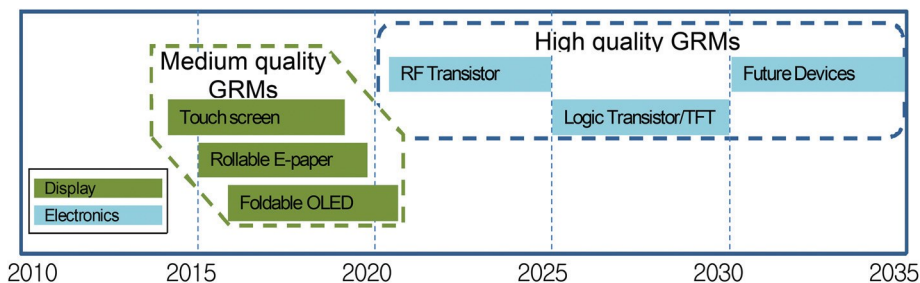 High quality GRMs
Medium quality
GRMs
RF Transistor
Future Devices
Touch screen
Logic Transistor/TFT
Rollable E-paper
Display
Foldable OLED
Electronics
2010
2015
2020
2025
2030
2035